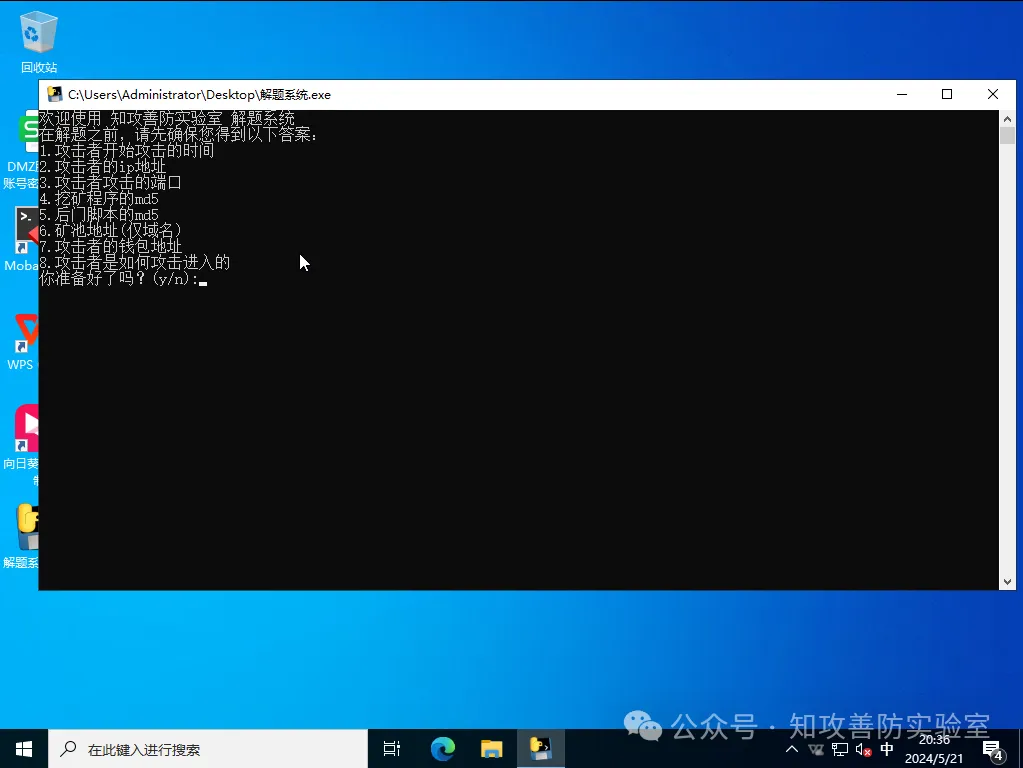 回收站
C:\Users\Administrator\Desktop\解题系统.exe
欢迎使用 知攻善防实验室 解题系统
在解题之前，请先确保您得到以下答案：
1.攻击者开始攻击的时间
2.攻击者的ip地址
3.攻击者攻击的端口
4.挖矿程序的md5
5.后门脚本的md5
6.矿池地址(仅域名)
7.攻击者的钱包地址
8.攻击者是如何攻击进入的
你准备好了吗？(y/n):
DMZ
账号密
Moba
WPS
向日葵
解题系
公众号 · 知攻善防实验室
在此键入进行搜索
中
20:36
2024/5/21
4